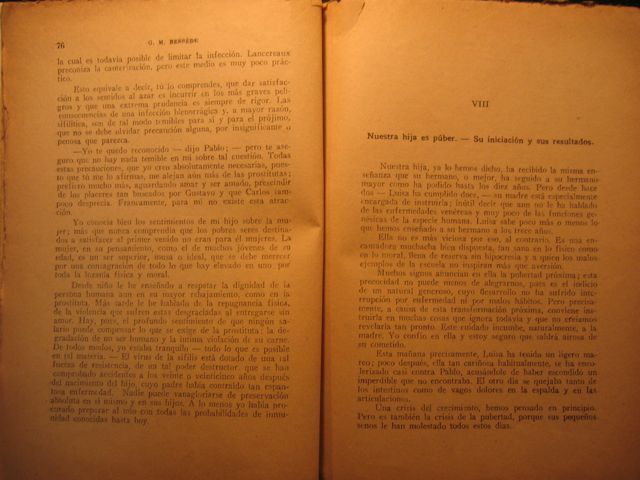 76
G. M. BESSÈDE
la cual es todavía posible de limitar la infección. Lancereaux
preconiza la cauterización, pero este medio es muy poco prác-
tico.
Esto equivale a decir, tú lo comprendes, que dar satisfac-
ción a los sentidos al azar es incurrir en los más graves peli-
gros y que una extrema prudencia es siempre de rigor. Las
consecuencias de una infección blenorrágica y, a mayor razón,
sifilítica, son de tal modo temibles para sí y para el prójimo,
que no se debe olvidar precaución alguna, por insignificante o
penosa que parezca.
—Yo te quedo reconocido — dijo Pablo; — pero te ase-
guro que no hay nada temible en mí sobre tal cuestión. Todas
estas precauciones, que yo creo absolutamente necesarias, pues-
to que tú me lo afirmas, me alejan aún más de las prostitutas;
prefiero mucho más, aguardando amar y ser amado, prescindir
de los placeres tan buscados por Gustavo y que Carlos tam-
poco desprecia. Francamente, para mí no existe esta atrac-
ción.
Yo conocía bien los sentimientos de mi hijo sobre la mu-
jer; más que nunca comprendía que los pobres seres destina-
dos a satisfacer al primer venido no eran para él mujeres. La
mujer, en su pensamiento, como el de muchos jóvenes de su
edad, es un ser superior, musa o ideal, que se debe merecer
por una consagración de todo lo que hay elevado en uno por
toda la lozanía física y moral.
Desde niño le he enseñado a respetar la dignidad de la
persona humana aun en su mayor rebajamiento, como en la
prostituta. Más tarde le he hablado de la repugnancia física,
de la violencia que sufren estas desgraciadas al entregarse sin
amor. Hay, pues, el profundo sentimiento de que ningún sa-
lario puede compensar lo que se exige de la prostituta: la de-
gradación de su ser humano y la íntima violación de su carne.
De todos modos, yo estaba tranquilo — todo lo que es posible
en tal materia. — El virus de la sífilis está dotado de una tal
fuerza de resistencia, de un tal poder destructor, que se han
comprobado accidentes a los veinte o veinticinco años después
del nacimiento del hijo, cuyo padre había contraído tan espan-
tosa enfermedad. Nadie puede vanagloriarse de preservación
absoluta en sí mismo y en sus hijos. A lo menos yo había pro-
curado preparar al mío con todas las probabilidades de inmu-
nidad conocidas hasta hoy.
VIII
Nuestra hija es púber. — Su iniciación y sus resultados.
Nuestra hija, ya lo hemos dicho, ha recibido la misma en-
señanza que su hermano, o mejor, ha seguido a su hermano
mayor como ha podido hasta los diez años. Pero desde hace
dos — Luisa ha cumplido doce, — su madre está especialmente
encargada de instruirla; inútil decir que aun no le ha hablado
de las enfermedades venéreas y muy poco de las funciones ge-
nésicas de la especie humana. Luisa sabe poco más o menos lo
que hemos enseñado a su hermano a los trece años.
Ella no es más viciosa por eso, al contrario. Es una en-
cantadora muchacha bien dispuesta, tan sana en lo físico como
en lo moral, llena de reserva sin hipocresía y a quien los malos
ejemplos de la escuela no inspiran más que aversión.
Muchos signos anuncian en ella la pubertad próxima; esta
precocidad no puede menos de alegrarnos, pues es el indicio
de un natural generoso, cuyo desarrollo no ha sufrido inte-
rrupción por enfermedad ni por malos hábitos. Pero precisa-
mente, a causa de esta transformación próxima, conviene ins-
truirla en muchas cosas que ignora todavía y que no creíamos
revelarla tan pronto. Este cuidado incumbe, naturalmente, a la
madre. Yo confío en ella y estoy seguro que saldrá airosa de
su cometido.
Esta mañana precisamente, Luisa ha tenido un ligero ma-
reo; poco después, ella tan cariñosa habitualmente, se ha enco-
lerizado casi contra Pablo, acusándole de haber escondido un
imperdible que no encontraba. El otro día se quejaba tanto de
los intestinos como de vagos dolores en la espalda y en las
articulaciones.
Una crisis del crecimiento, hemos pensado en principio.
Pero es también la crisis de la pubertad, porque sus pequeños
senos le han molestado todos estos días.